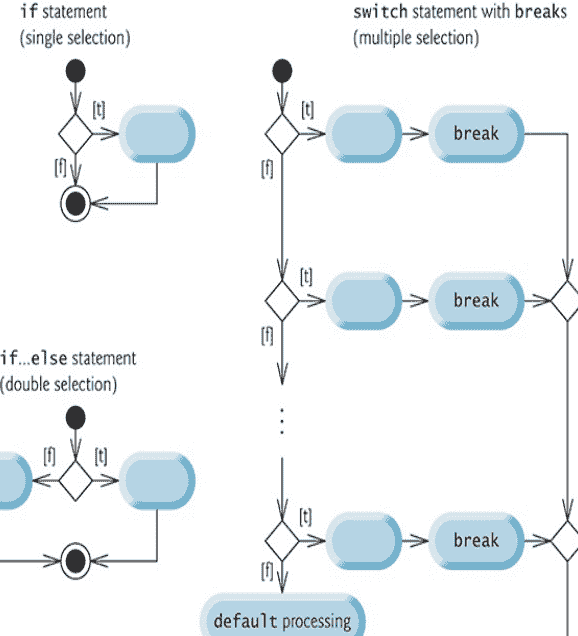 if statement
(single selection)
[t]
[f]
switch statement with breaks
(multiple selection)
[t]
break
[f]
[t]
break
[f]
[t]
break
[f]
default processing
if...else statement
(double selection)
[f]
[t]